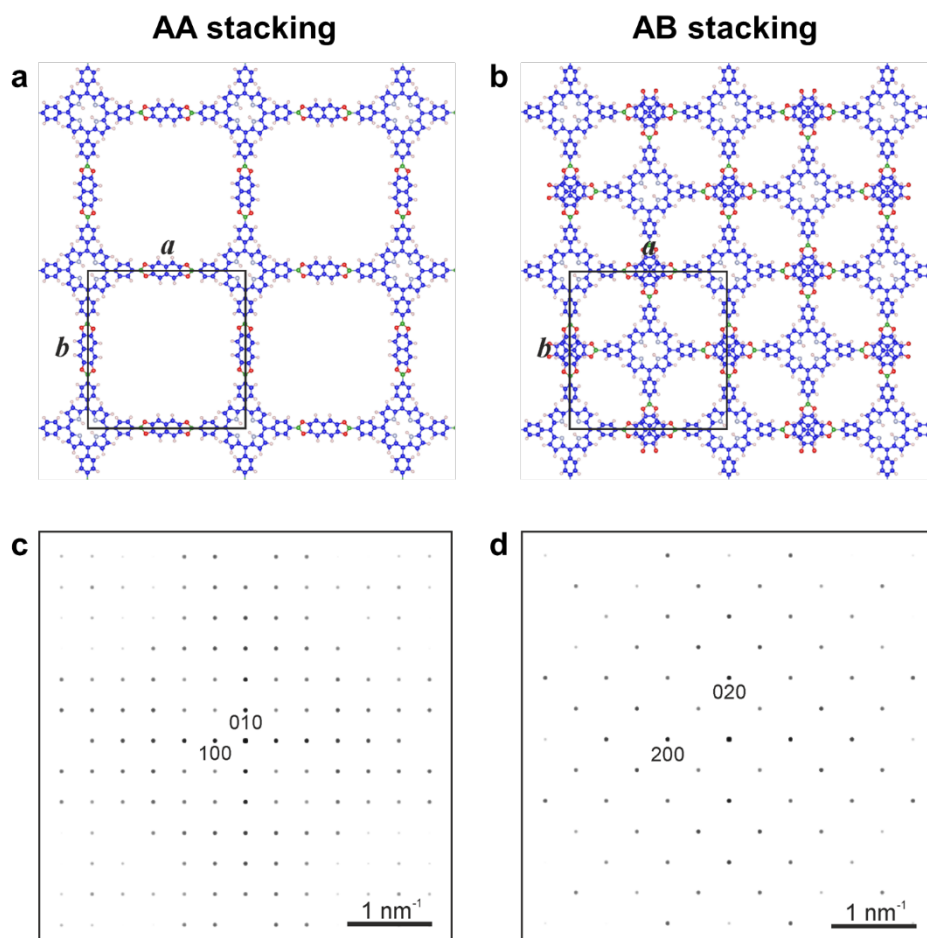 AA stacking
AB stacking
a
b
a
b
a
b
c
d
010
100
020
200
1 nm⁻¹
1 nm⁻¹